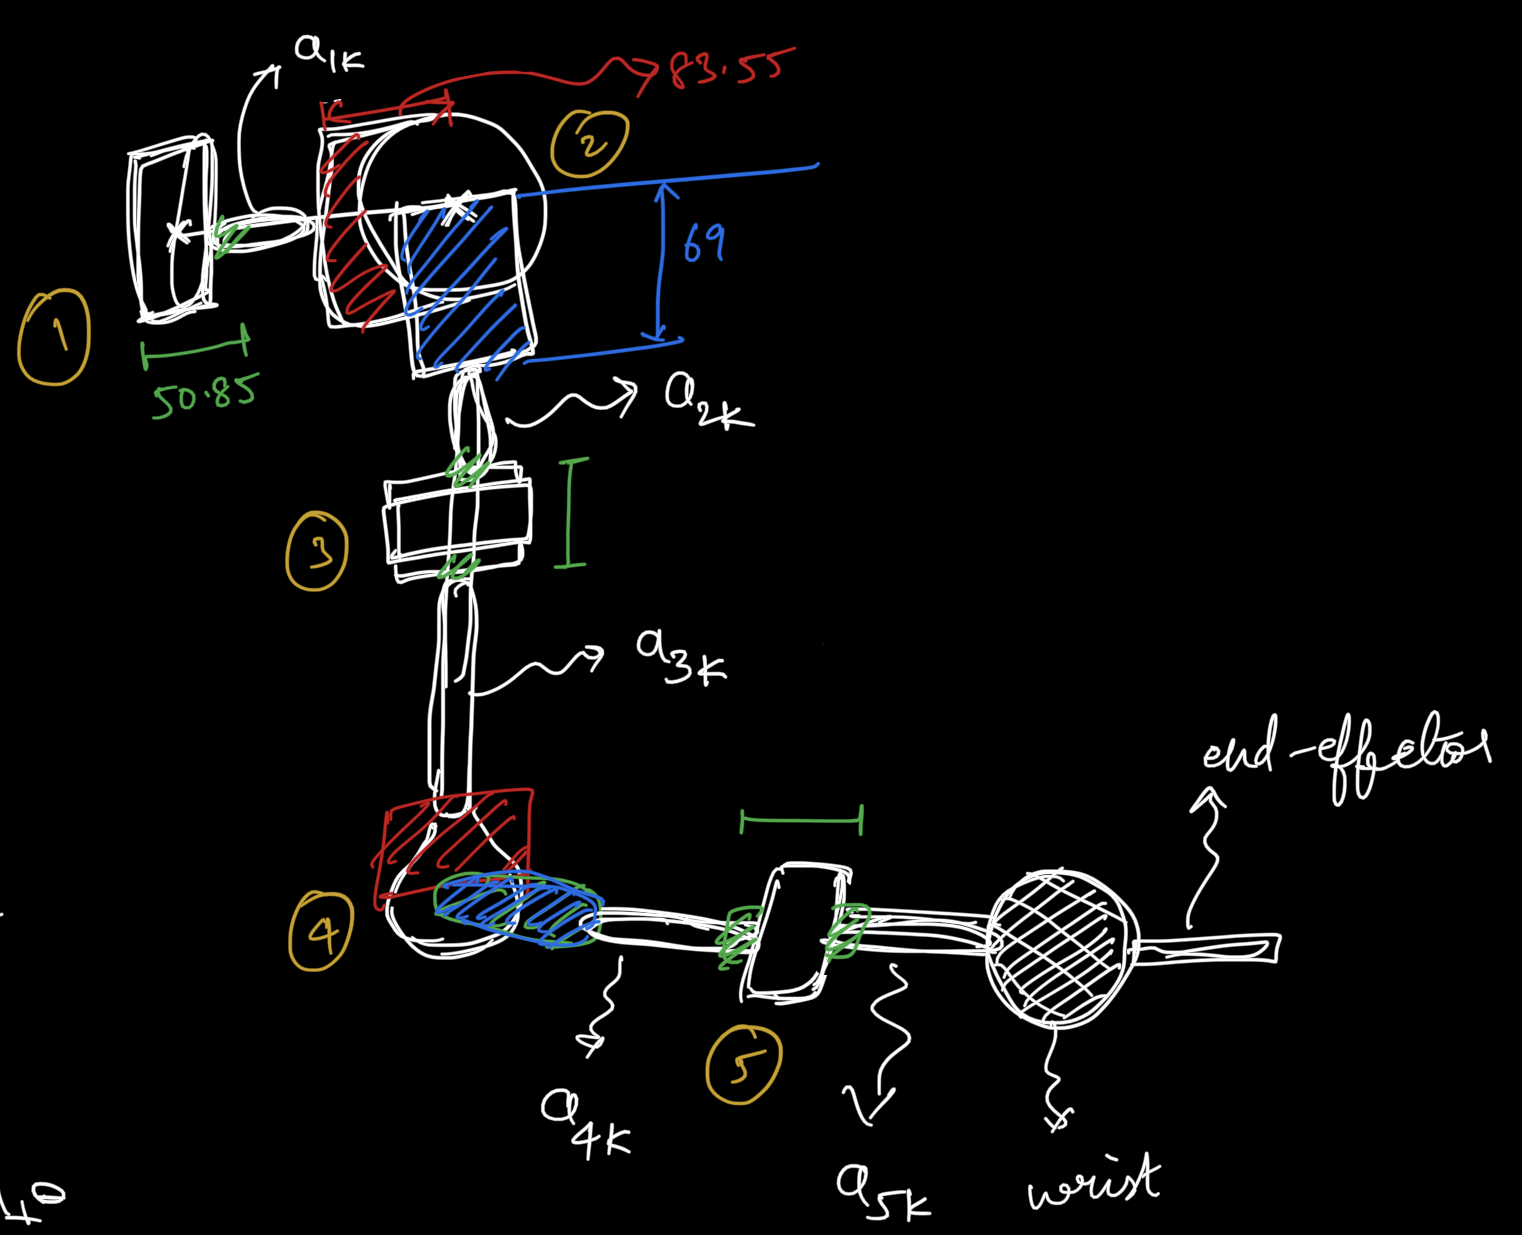 a1K
83.55
2
69
1
50.85
a2K
3
a3K
end-effector
4
5
a4K
a5K
wrist